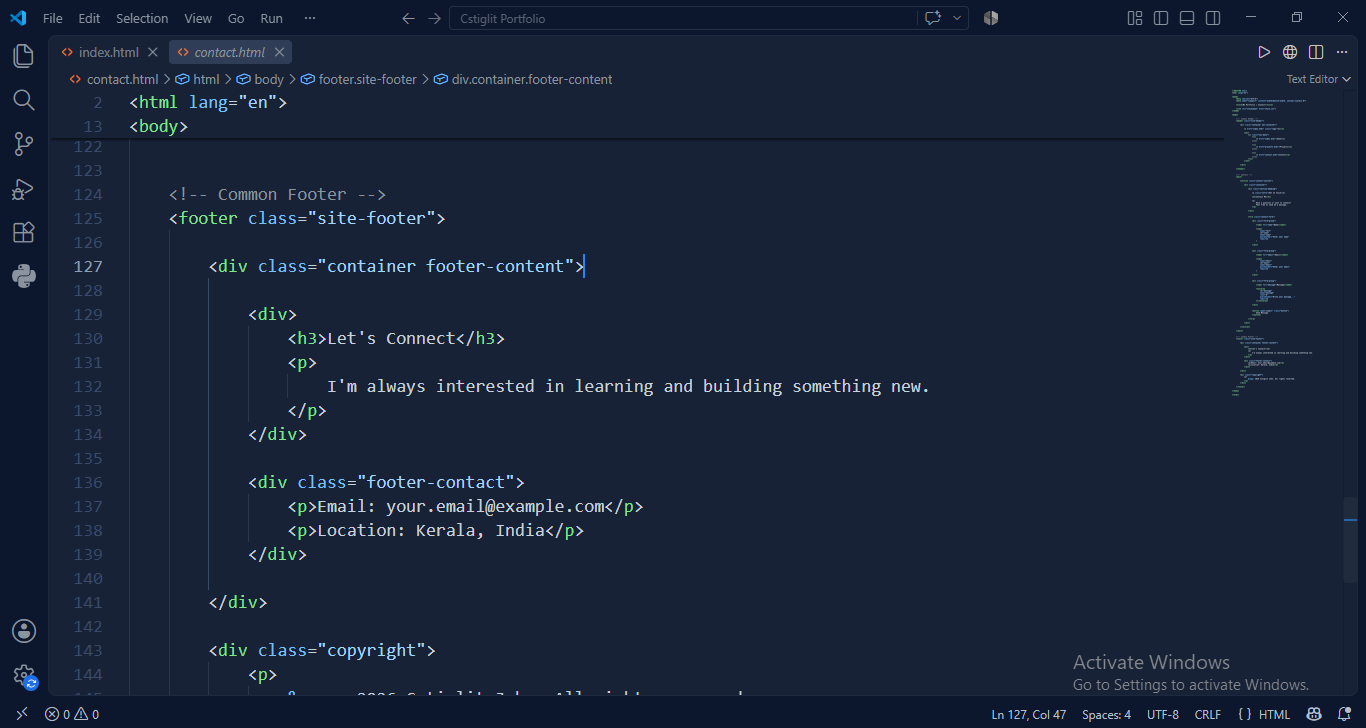 File Edit Selection View Go Run ··· Cstiglit Portfolio
index.html contact.html
contact.html > html > body > footer.site-footer > div.container.footer-content Text Editor
2 <html lang="en">
13 <body>
122
123
124 <!-- Common Footer -->
125 <footer class="site-footer">
126
127 <div class="container footer-content">
128
129 <div>
130 <h3>Let's Connect</h3>
131 <p>
132 I'm always interested in learning and building something new.
133 </p>
134 </div>
135
136 <div class="footer-contact">
137 <p>Email: your.email@example.com</p>
138 <p>Location: Kerala, India</p>
139 </div>
140
141 </div>
142
143 <div class="copyright">
144 <p>
Activate Windows
Go to Settings to activate Windows.
0 0 Ln 127, Col 47 Spaces: 4 UTF-8 CRLF { } HTML